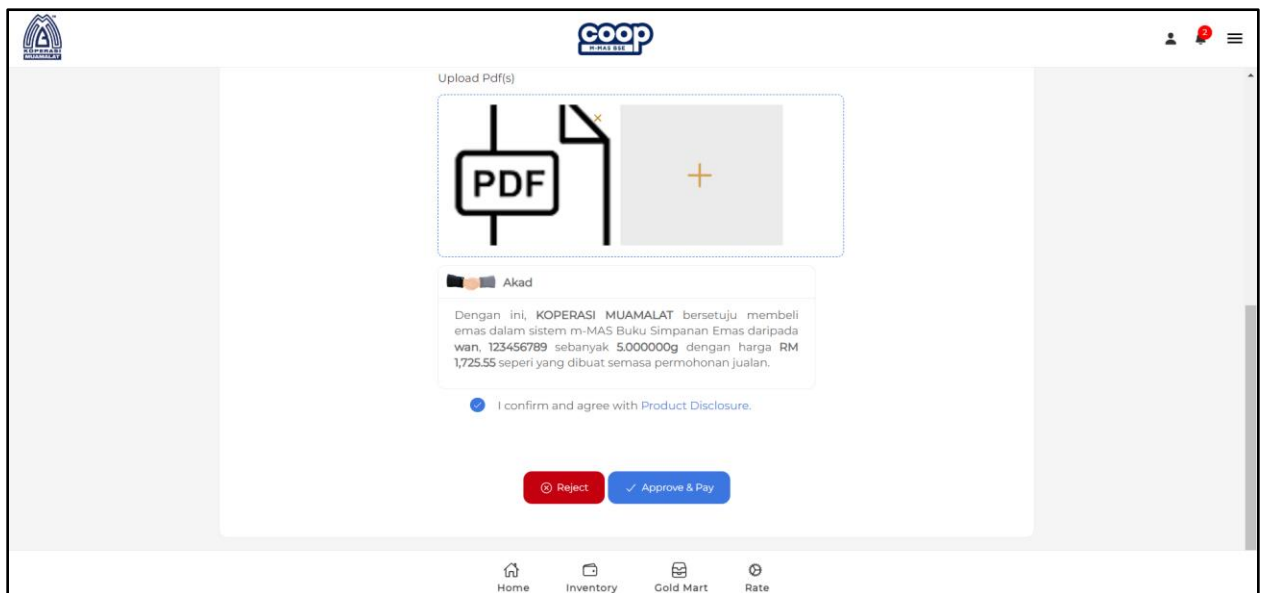 KOPERASI
MUAMALAT
coop
M-MAS BSE
2
Upload Pdf(s)
PDF
Akad
Dengan ini, KOPERASI MUAMALAT bersetuju membeli
emas dalam sistem m-MAS Buku Simpanan Emas daripada
wan, 123456789 sebanyak 5.000000g dengan harga RM
1,725.55 seperi yang dibuat semasa permohonan jualan.
I confirm and agree with Product Disclosure.
Reject
Approve & Pay
Home Inventory Gold Mart Rate